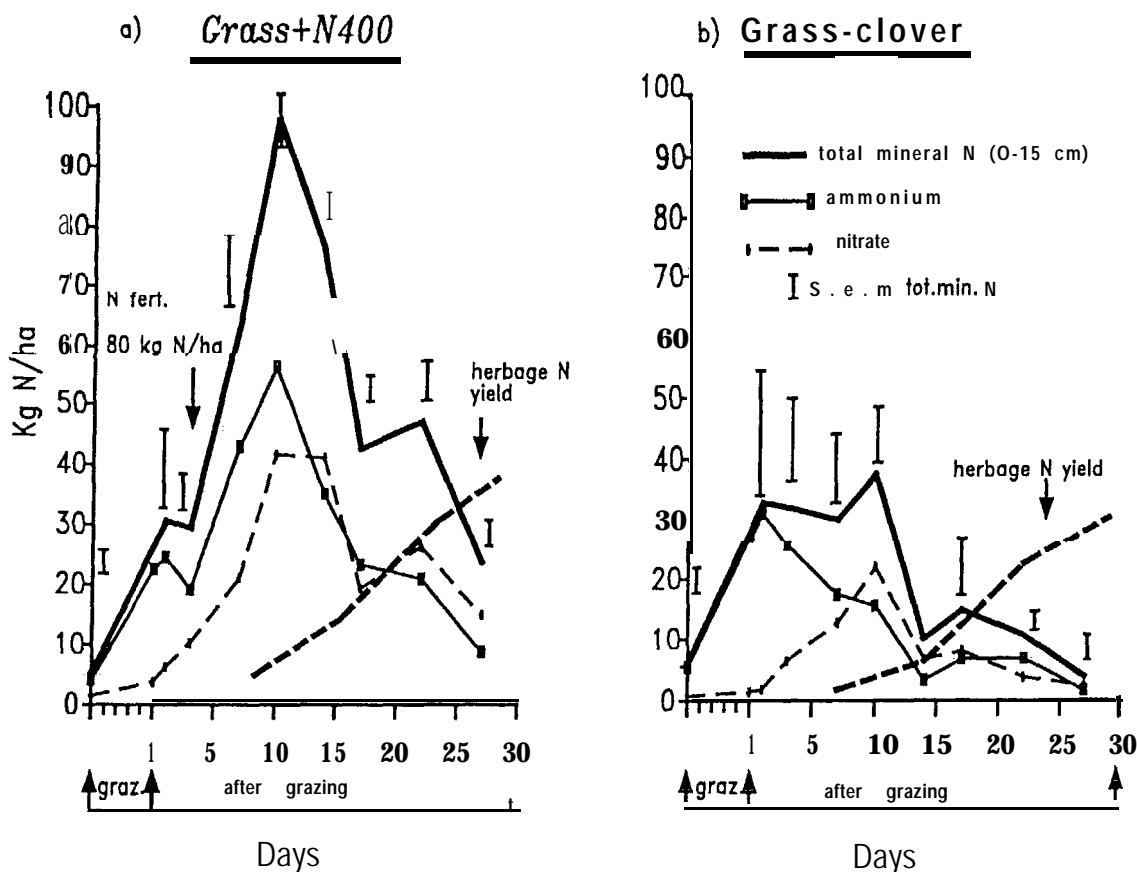 a) Grass+N400
Kg N/ha
100
90
80
70
60
50
40
30
20
10
0
N fert.
80 kg N/ha
herbage N
yield
1 5 10 15 20 25 30
graz. after grazing
Days
b) Grass-clover
100
90
80
70
60
50
40
30
20
10
0
total mineral N (0-15 cm)
ammonium
nitrate
S.e.m tot.min.N
herbage N yield
1 5 10 15 20 25 30
graz. after grazing
Days